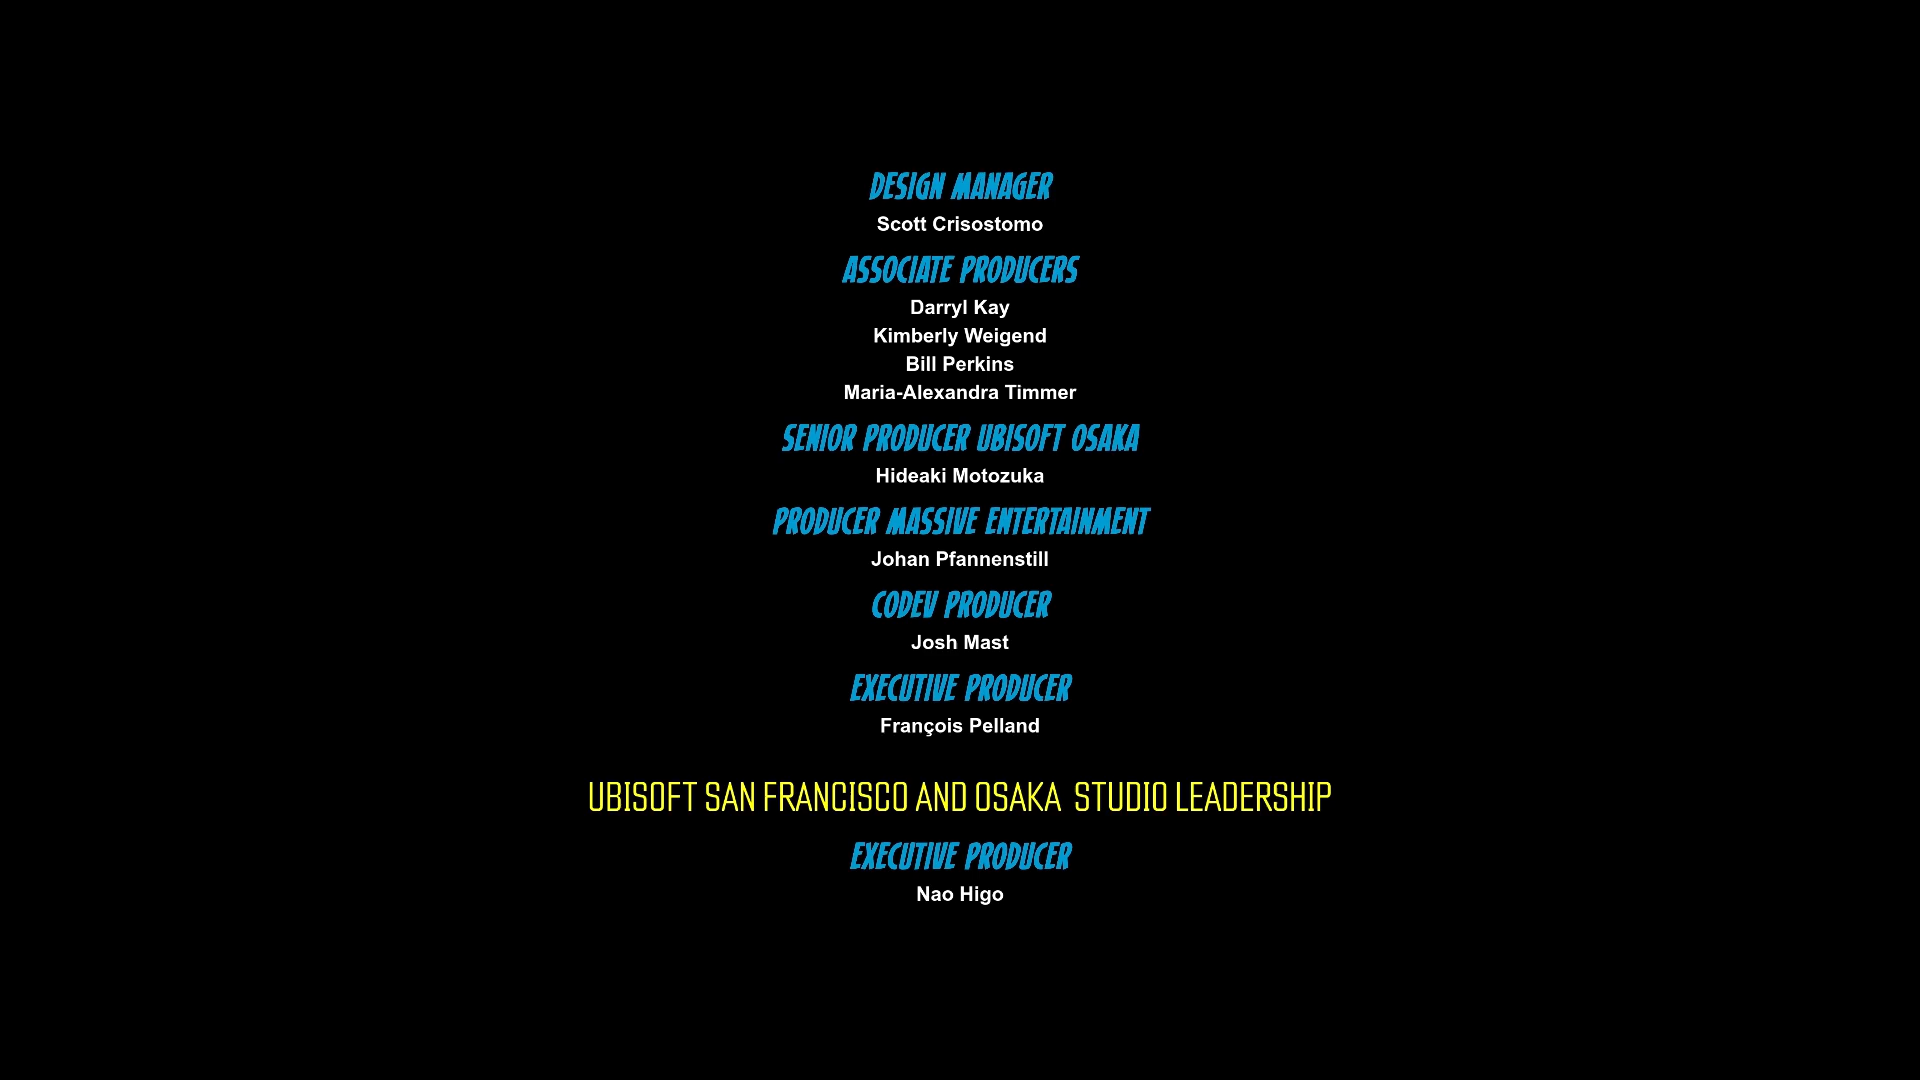 DESIGN MANAGER
Scott Crisostomo
ASSOCIATE PRODUCERS
Darryl Kay
Kimberly Weigend
Bill Perkins
Maria-Alexandra Timmer
SENIOR PRODUCER UBISOFT OSAKA
Hideaki Motozuka
PRODUCER MASSIVE ENTERTAINMENT
Johan Pfannenstill
CODEV PRODUCER
Josh Mast
EXECUTIVE PRODUCER
François Pelland
UBISOFT SAN FRANCISCO AND OSAKA  STUDIO LEADERSHIP
EXECUTIVE PRODUCER
Nao Higo